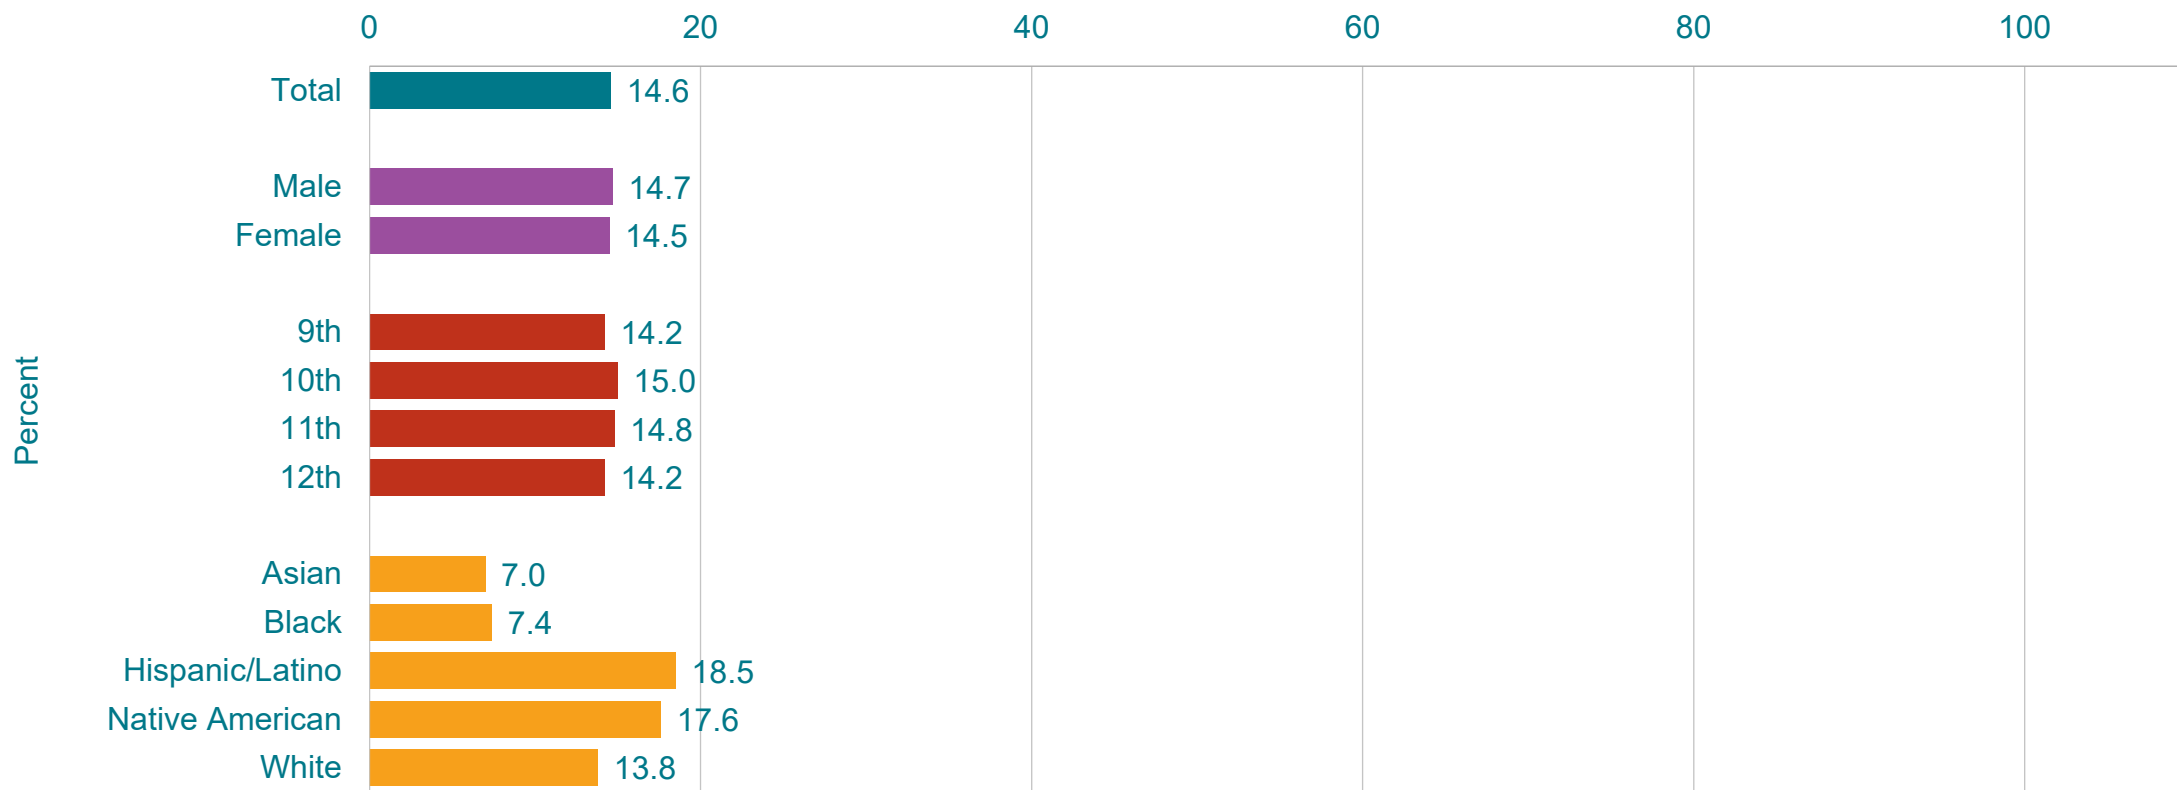 0 20 40 60 80 100
Total 14.6
Male 14.7
Female 14.5
Percent
9th 14.2
10th 15.0
11th 14.8
12th 14.2
Asian 7.0
Black 7.4
Hispanic/Latino 18.5
Native American 17.6
White 13.8